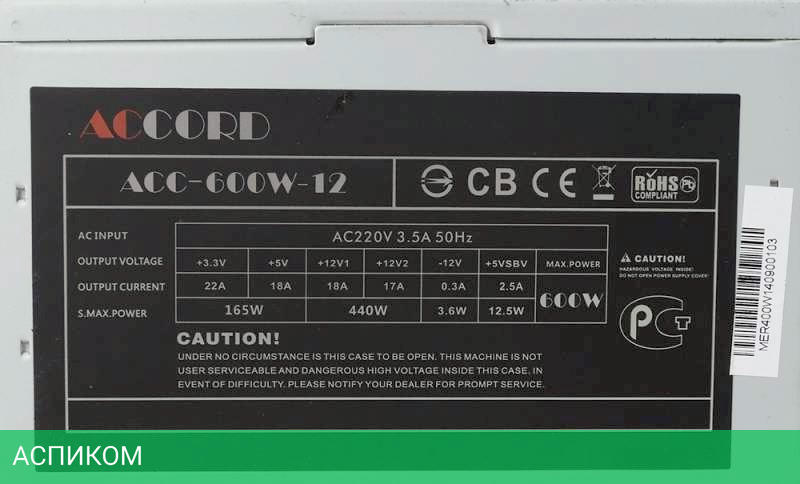 ACCORD
ACC-600W-12
CB CE RoHS COMPLIANT Pb
AC INPUT AC220V 3.5A 50Hz
OUTPUT VOLTAGE +3.3V +5V +12V1 +12V2 -12V +5VSBV MAX.POWER
OUTPUT CURRENT 22A 18A 18A 17A 0.3A 2.5A 600W
S.MAX.POWER 165W 440W 3.6W 12.5W
CAUTION!
HAZARDOUS VOLTAGE INSIDE!
DO NOT OPEN POWER SUPPLY COVER
РСТ
CAUTION!
UNDER NO CIRCUMSTANCE IS THIS CASE TO BE OPEN. THIS MACHINE IS NOT
USER SERVICEABLE AND DANGEROUS HIGH VOLTAGE INSIDE THIS CASE. IN
EVENT OF DIFFICULTY. PLEASE NOTIFY YOUR DEALER FOR PROMPT SERVICE.
MER400W140900103
АСПИКОМ